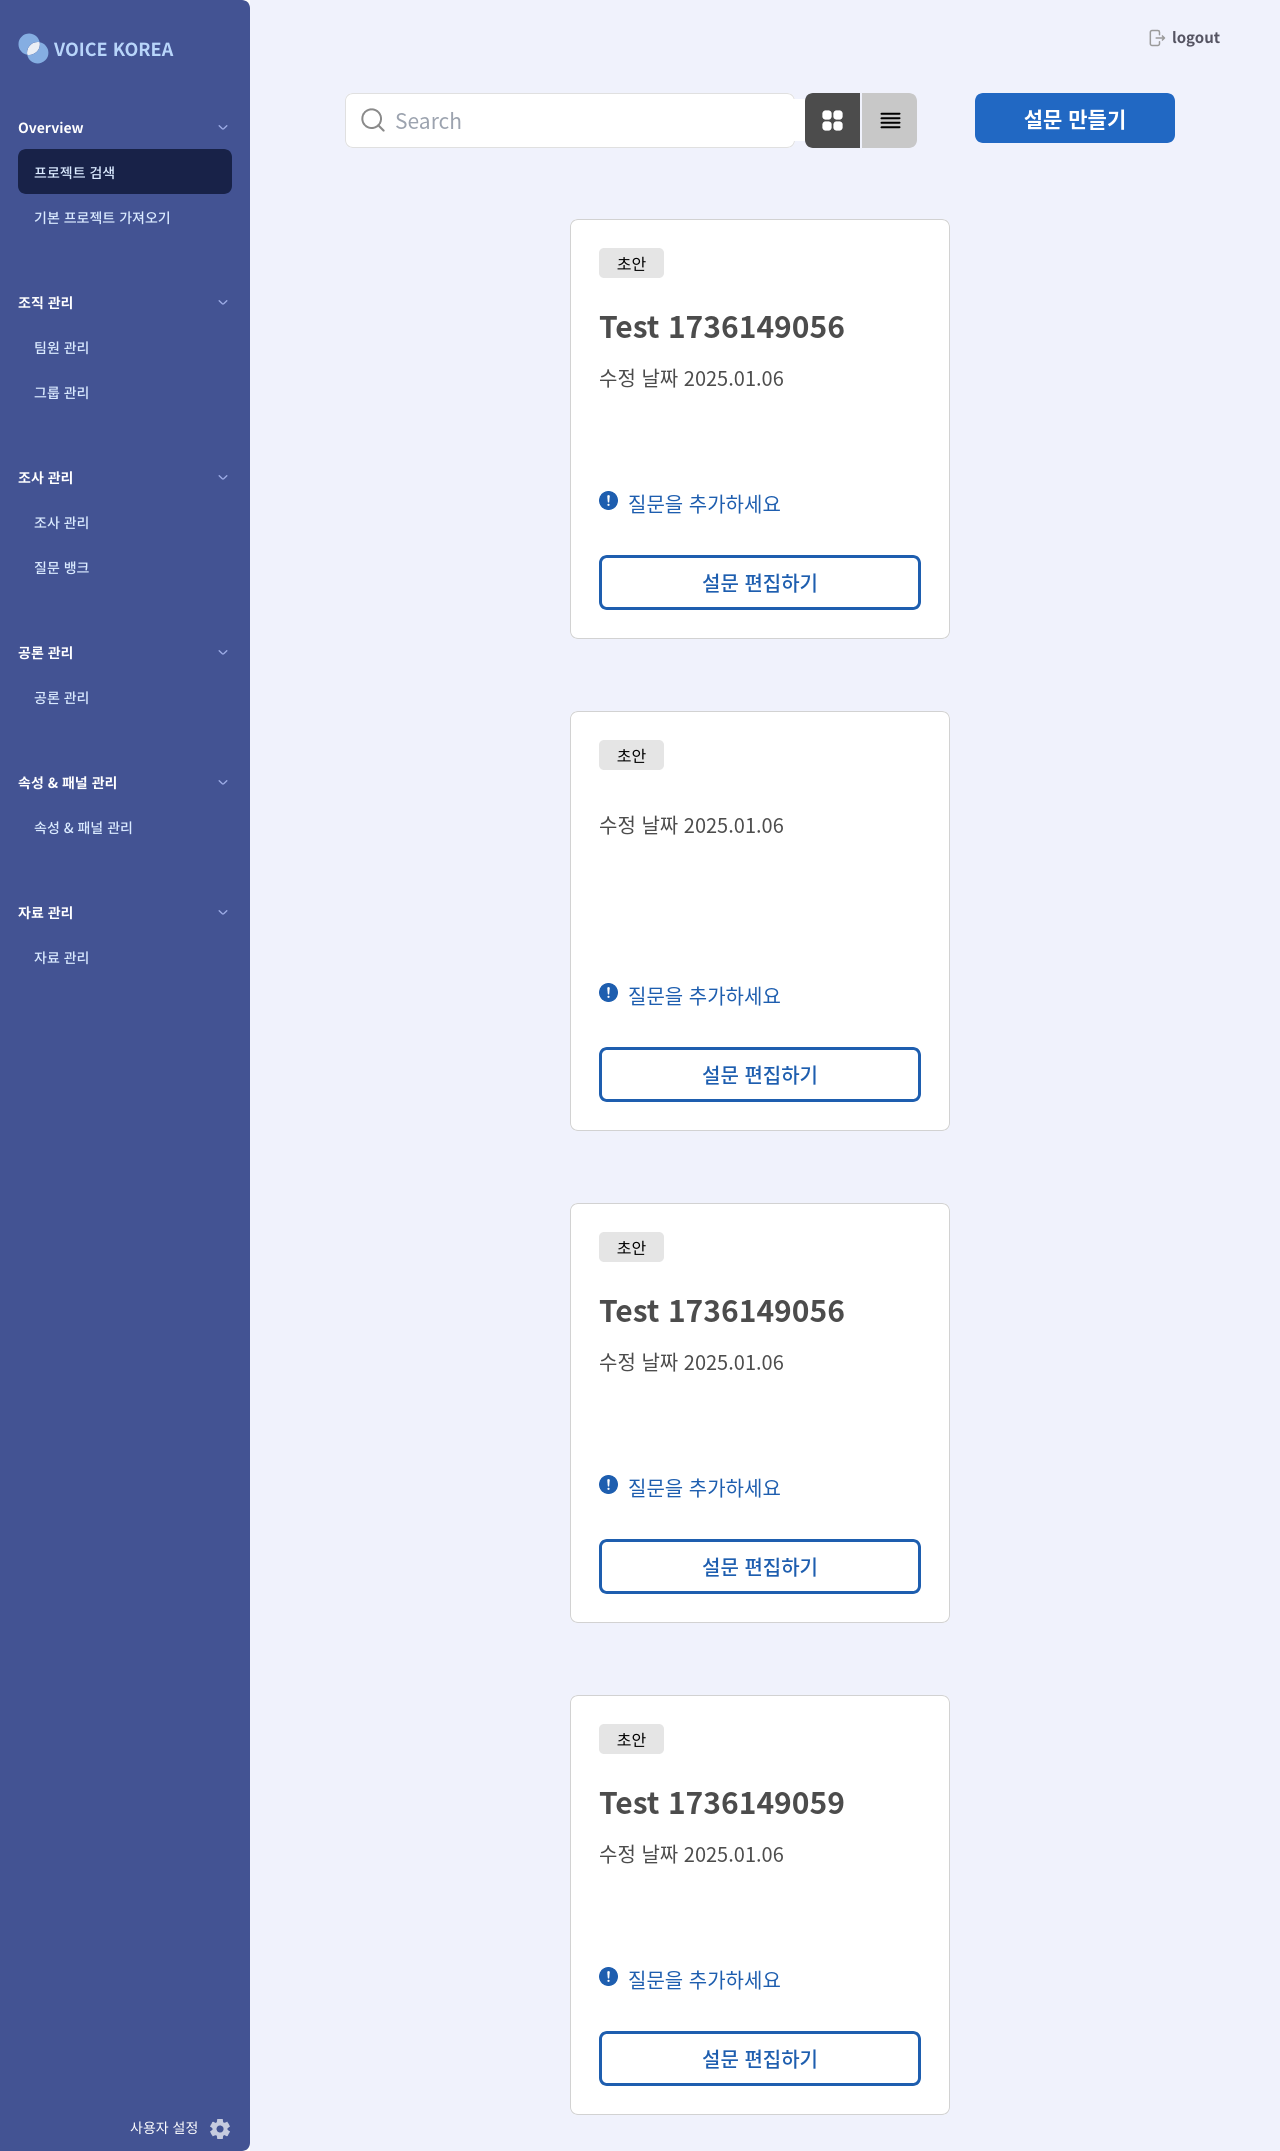 VOICE KOREA
Overview
프로젝트 검색
기본 프로젝트 가져오기
조직 관리
팀원 관리
그룹 관리
조사 관리
조사 관리
질문 뱅크
공론 관리
공론 관리
속성 & 패널 관리
속성 & 패널 관리
자료 관리
자료 관리
사용자 설정
logout
Search
설문 만들기
초안
Test 1736149056
수정 날짜 2025.01.06
질문을 추가하세요
설문 편집하기
초안
수정 날짜 2025.01.06
질문을 추가하세요
설문 편집하기
초안
Test 1736149056
수정 날짜 2025.01.06
질문을 추가하세요
설문 편집하기
초안
Test 1736149059
수정 날짜 2025.01.06
질문을 추가하세요
설문 편집하기